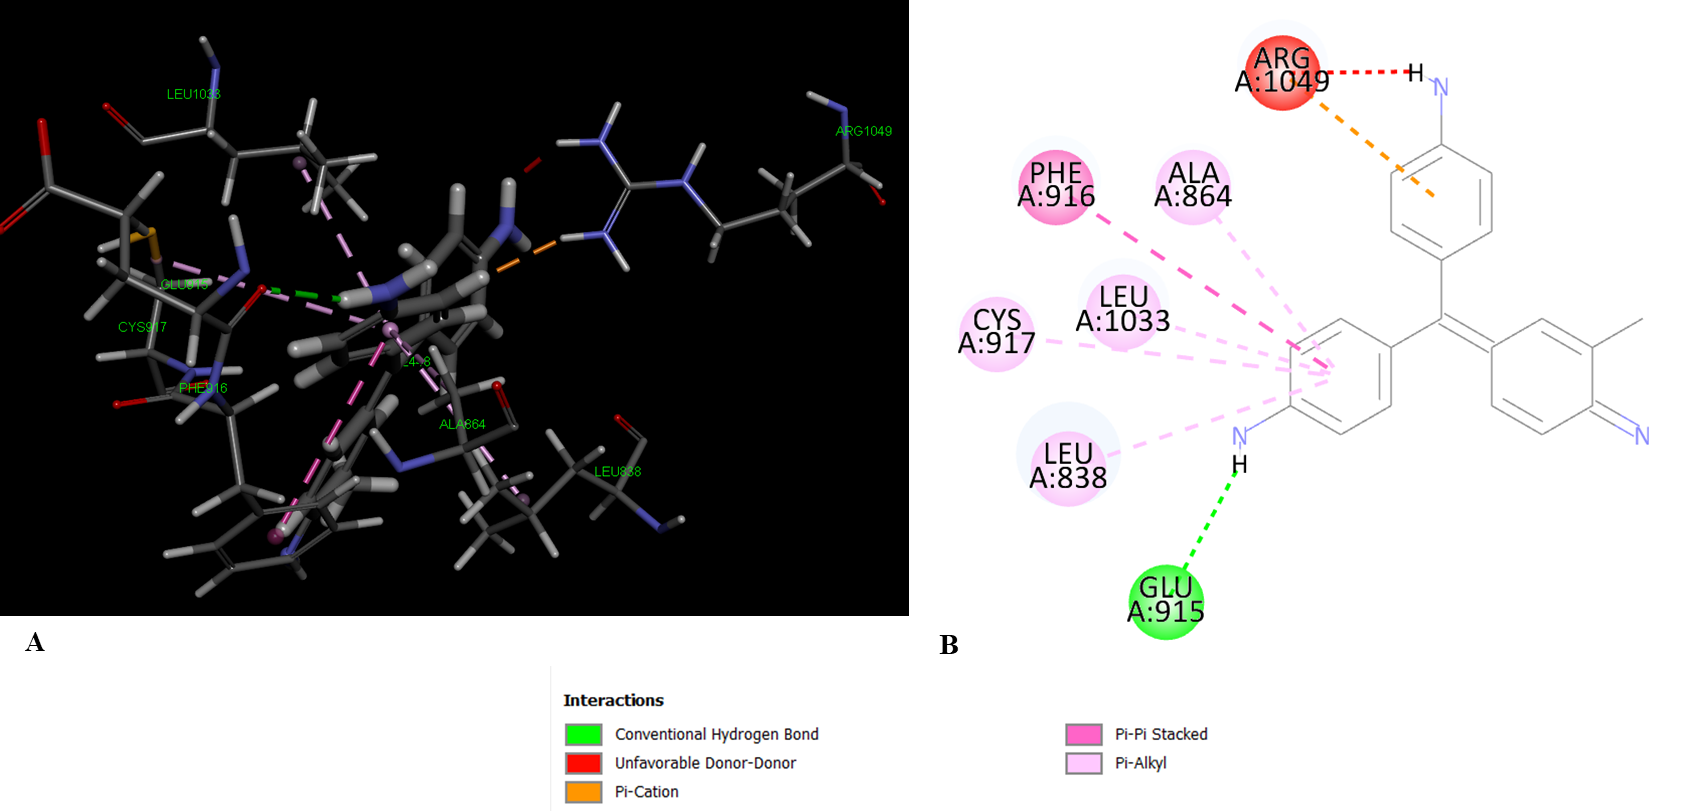 LEU1033
ARG1049
GLU915
CYS917
PHE916
ALA864
LEU838
A
ARG
A:1049
H
N
PHE
A:916
ALA
A:864
LEU
A:1033
CYS
A:917
LEU
A:838
N
H
N
GLU
A:915
B
Interactions
Conventional Hydrogen Bond
Unfavorable Donor-Donor
Pi-Cation
Pi-Pi Stacked
Pi-Alkyl